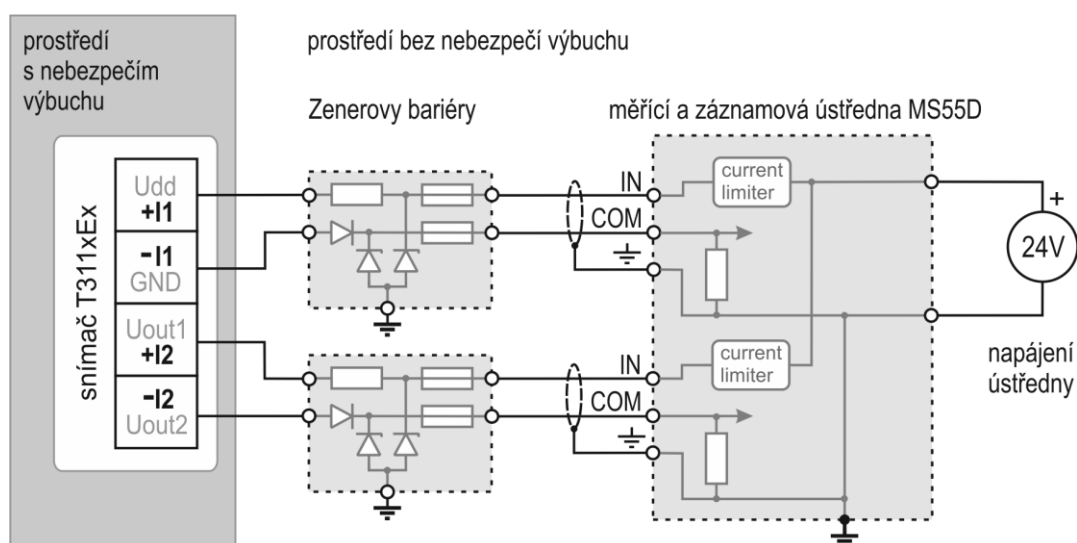 prostředí
s nebezpečím
výbuchu
prostředí bez nebezpečí výbuchu
Zenerovy bariéry
měřící a záznamová ústředna MS55D
snímač T311xEx
Udd
+I1
-I1
GND
Uout1
+I2
-I2
Uout2
IN
COM
current
limiter
IN
COM
current
limiter
+
24V
napájení
ústředny